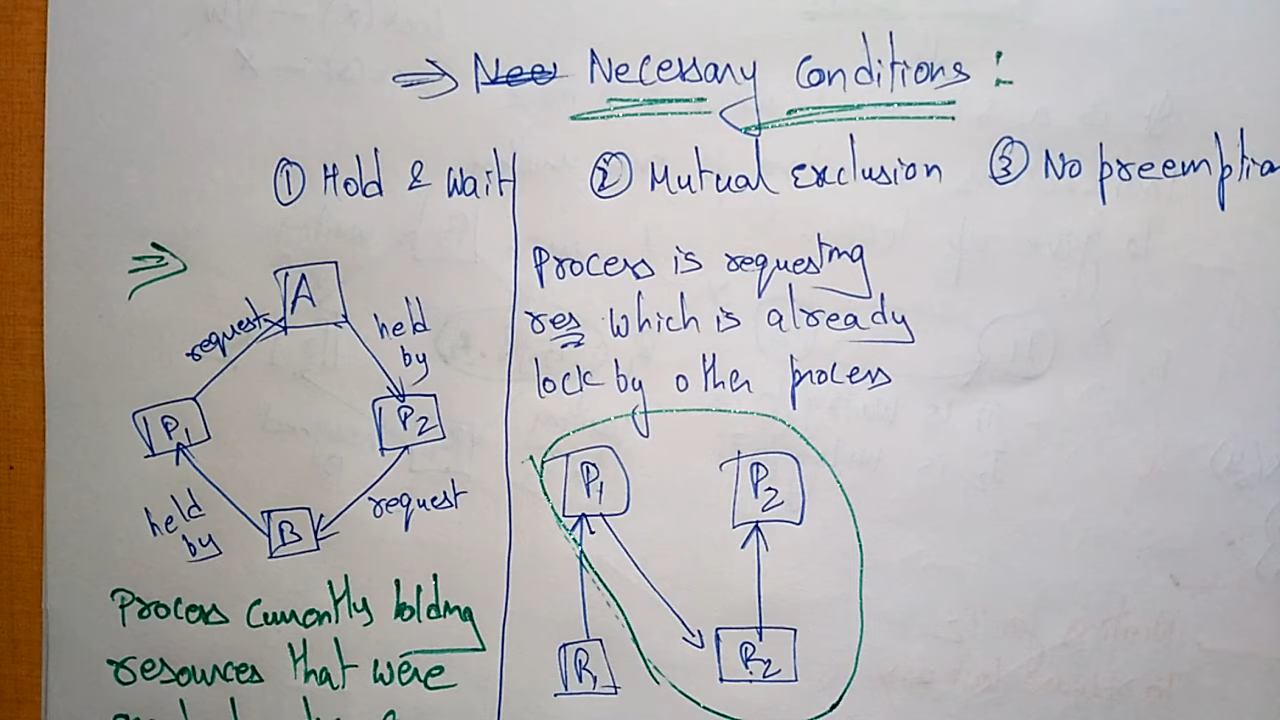 ⇒ Necessary Conditions :
① Hold & wait ② Mutual Exclusion ③ No preemptio
⇒
A
request
held
by
P1
P2
held
by
request
B
Process currently holding
resources that were
Process is requesting
res which is already
lock by other process
P1
P2
R1
R2